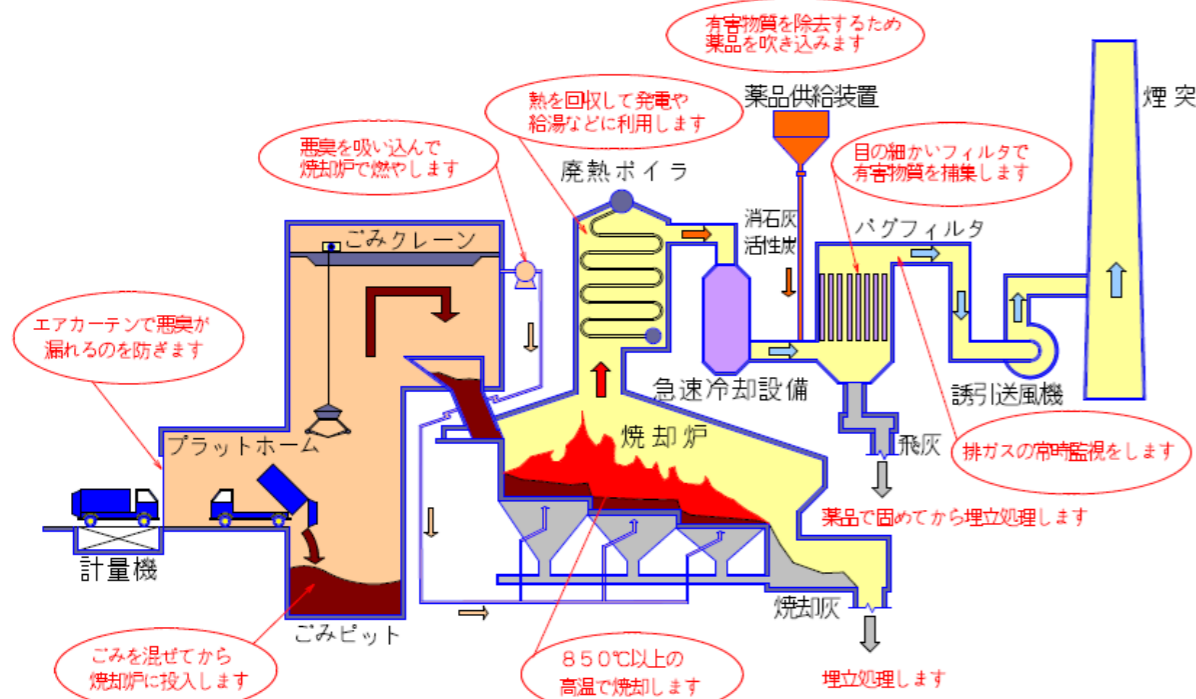 有害物質を除去するため
薬品を吹き込みます
熱を回収して発電や
給湯などに利用します
薬品供給装置
煙突
悪臭を吸い込んで
焼却炉で燃やします
目の細かいフィルタで
有害物質を捕集します
廃熱ボイラ
消石灰
活性炭
バグフィルタ
ごみクレーン
エアカーテンで悪臭が
漏れるのを防ぎます
急速冷却設備
誘引送風機
プラットホーム
焼却炉
飛灰
排ガスの常時監視をします
薬品で固めてから埋立処理します
計量機
焼却灰
ごみピット
ごみを混ぜてから
焼却炉に投入します
850℃以上の
高温で焼却します
埋立処理します